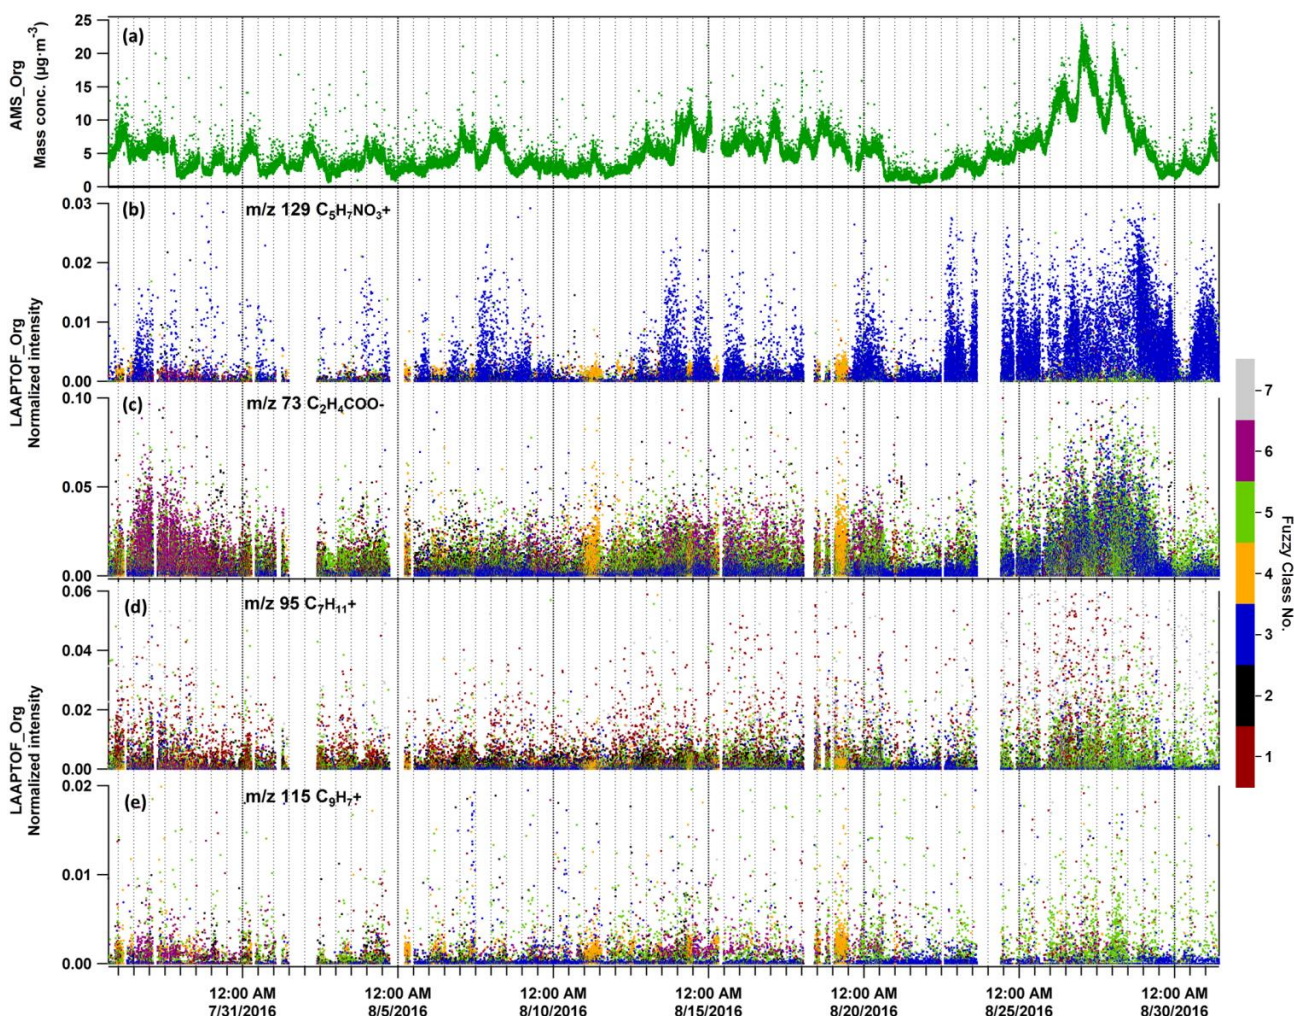 (a)
AMS_Org
Mass conc. (µg·m⁻³)
25
20
15
10
5
0
(b)
m/z 129 C₅H₇NO₃+
0.03
0.02
0.01
0.00
LAAPTOF_Org
Normalized intensity
(c)
m/z 73 C₂H₄COO-
0.10
0.05
0.00
(d)
m/z 95 C₇H₁₁+
0.06
0.04
0.02
0.00
LAAPTOF_Org
Normalized intensity
(e)
m/z 115 C₉H₇+
0.02
0.01
0.00
12:00 AM 12:00 AM 12:00 AM 12:00 AM 12:00 AM 12:00 AM 12:00 AM
7/31/2016 8/5/2016 8/10/2016 8/15/2016 8/20/2016 8/25/2016 8/30/2016
7
6
5
4
3
2
1
Fuzzy Class No.